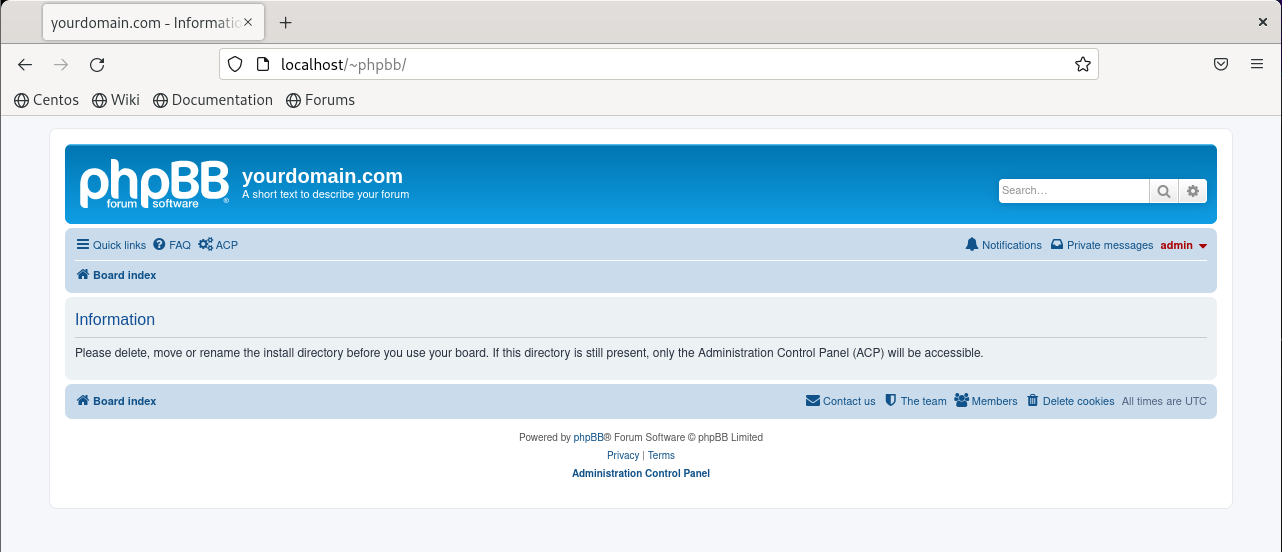 yourdomain.com - Informatio
localhost/~phpbb/
Centos Wiki Documentation Forums
phpBB forum software ®
yourdomain.com
A short text to describe your forum
Search…
Quick links FAQ ACP Notifications Private messages admin
Board index
Information
Please delete, move or rename the install directory before you use your board. If this directory is still present, only the Administration Control Panel (ACP) will be accessible.
Board index Contact us The team Members Delete cookies All times are UTC
Powered by phpBB® Forum Software © phpBB Limited
Privacy | Terms
Administration Control Panel